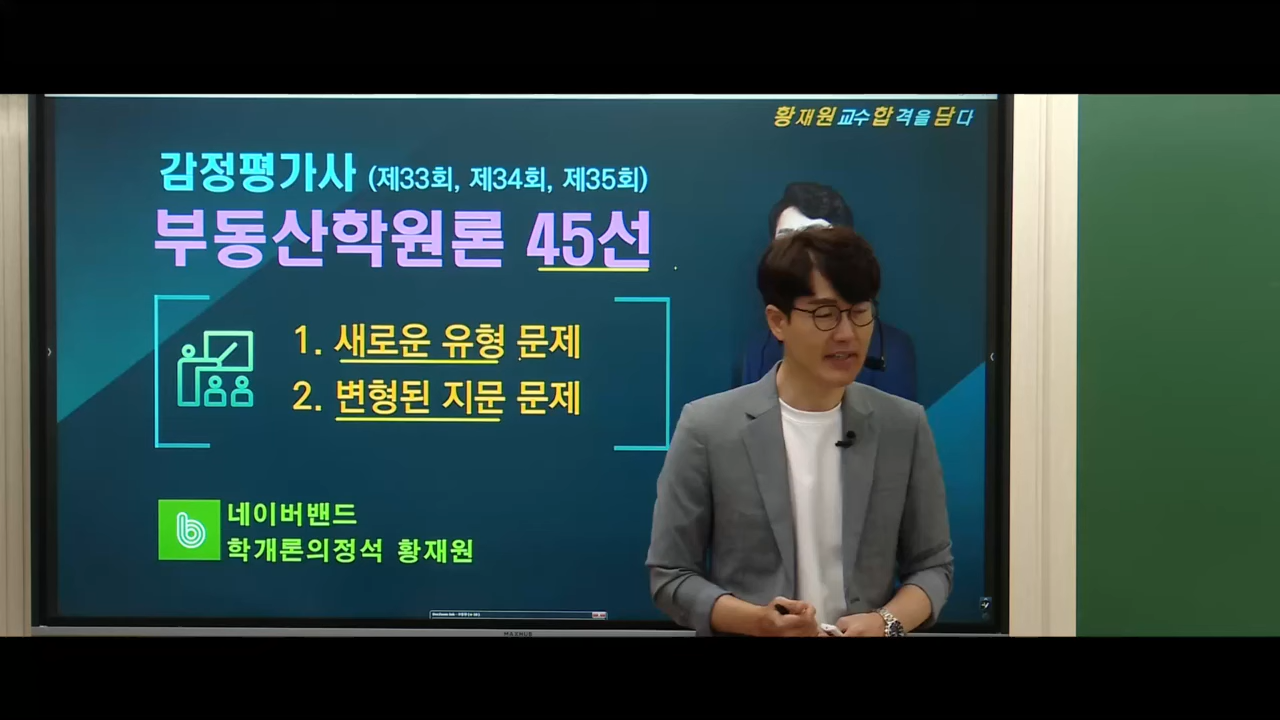 황재원 교수 합격을 담다
감정평가사 (제33회, 제34회, 제35회)
부동산학원론 45선
1. 새로운 유형 문제
2. 변형된 지문 문제
네이버밴드
학개론의정석 황재원
MAXHUB